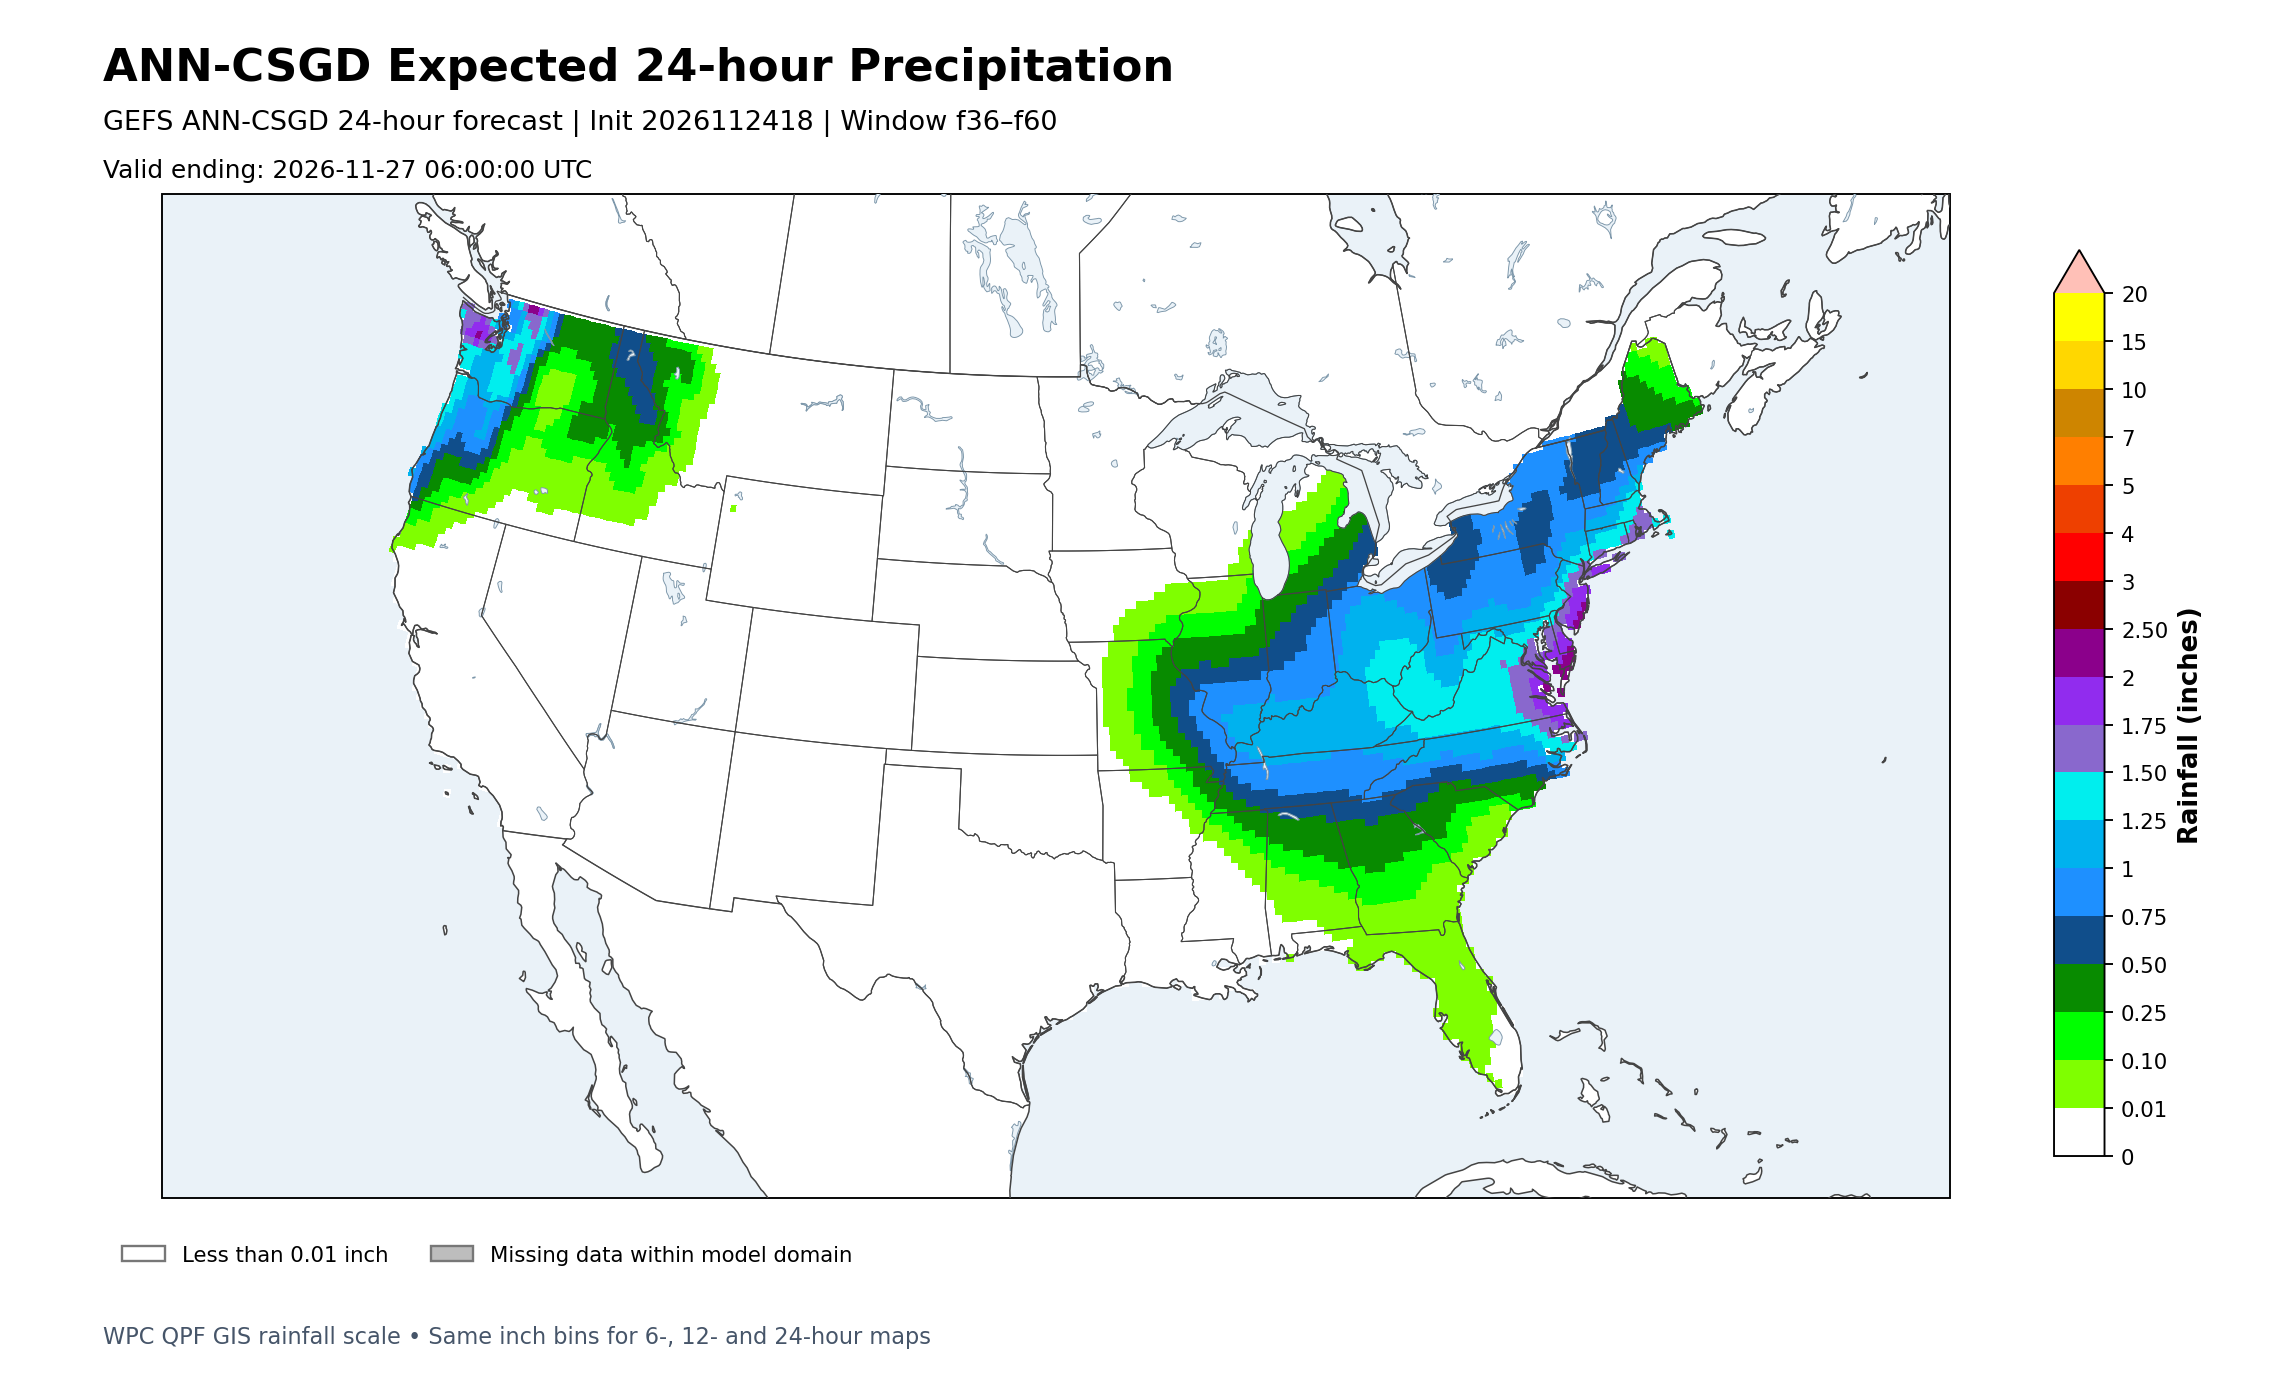 ANN-CSGD Expected 24-hour Precipitation
GEFS ANN-CSGD 24-hour forecast | Init 2026112418 | Window f36–f60
Valid ending: 2026-11-27 06:00:00 UTC
20
15
10
7
5
4
3
2.50
2
1.75
1.50
1.25
1
0.75
0.50
0.25
0.10
0.01
0
Rainfall (inches)
Less than 0.01 inch
Missing data within model domain
WPC QPF GIS rainfall scale • Same inch bins for 6-, 12- and 24-hour maps